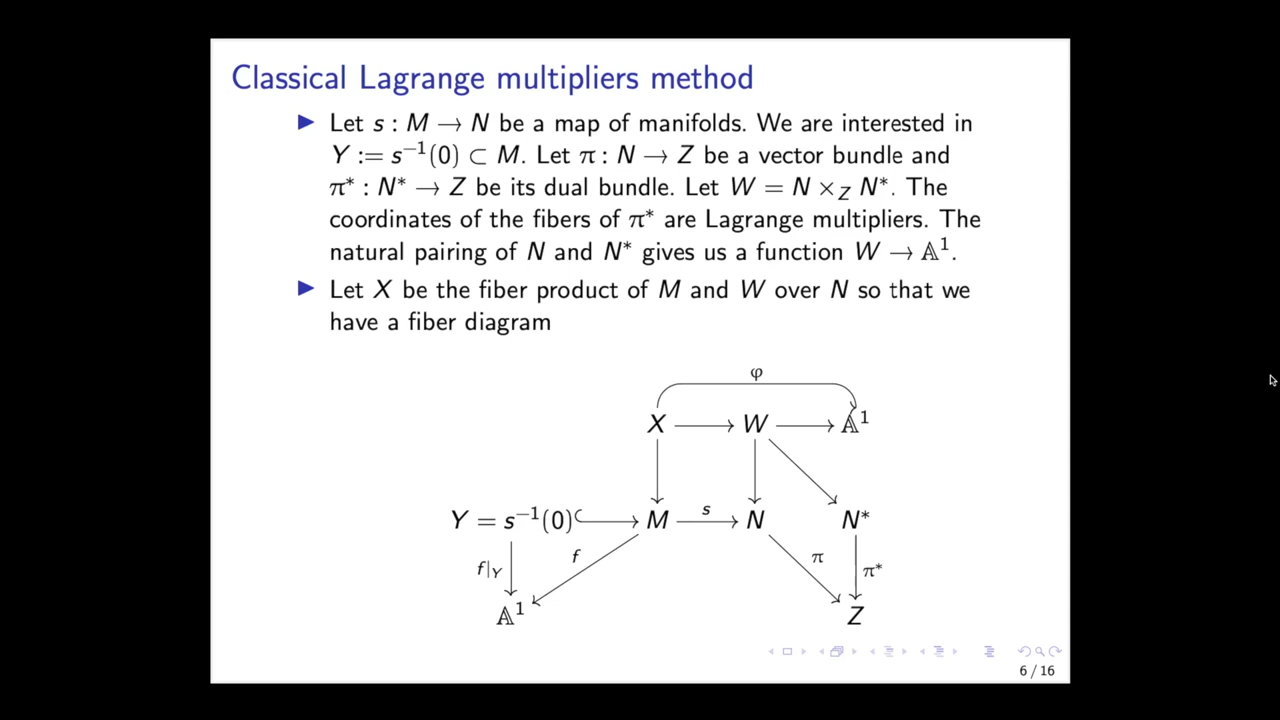 Classical Lagrange multipliers method
▶ Let s : M → N be a map of manifolds. We are interested in
Y := s⁻¹(0) ⊂ M. Let π : N → Z be a vector bundle and
π* : N* → Z be its dual bundle. Let W = N ×_Z N*. The
coordinates of the fibers of π* are Lagrange multipliers. The
natural pairing of N and N* gives us a function W → 𝔸¹.
▶ Let X be the fiber product of M and W over N so that we
have a fiber diagram
φ
X W 𝔸¹
Y = s⁻¹(0) M s N N*
f|_Y f π π*
𝔸¹ Z
6 / 16